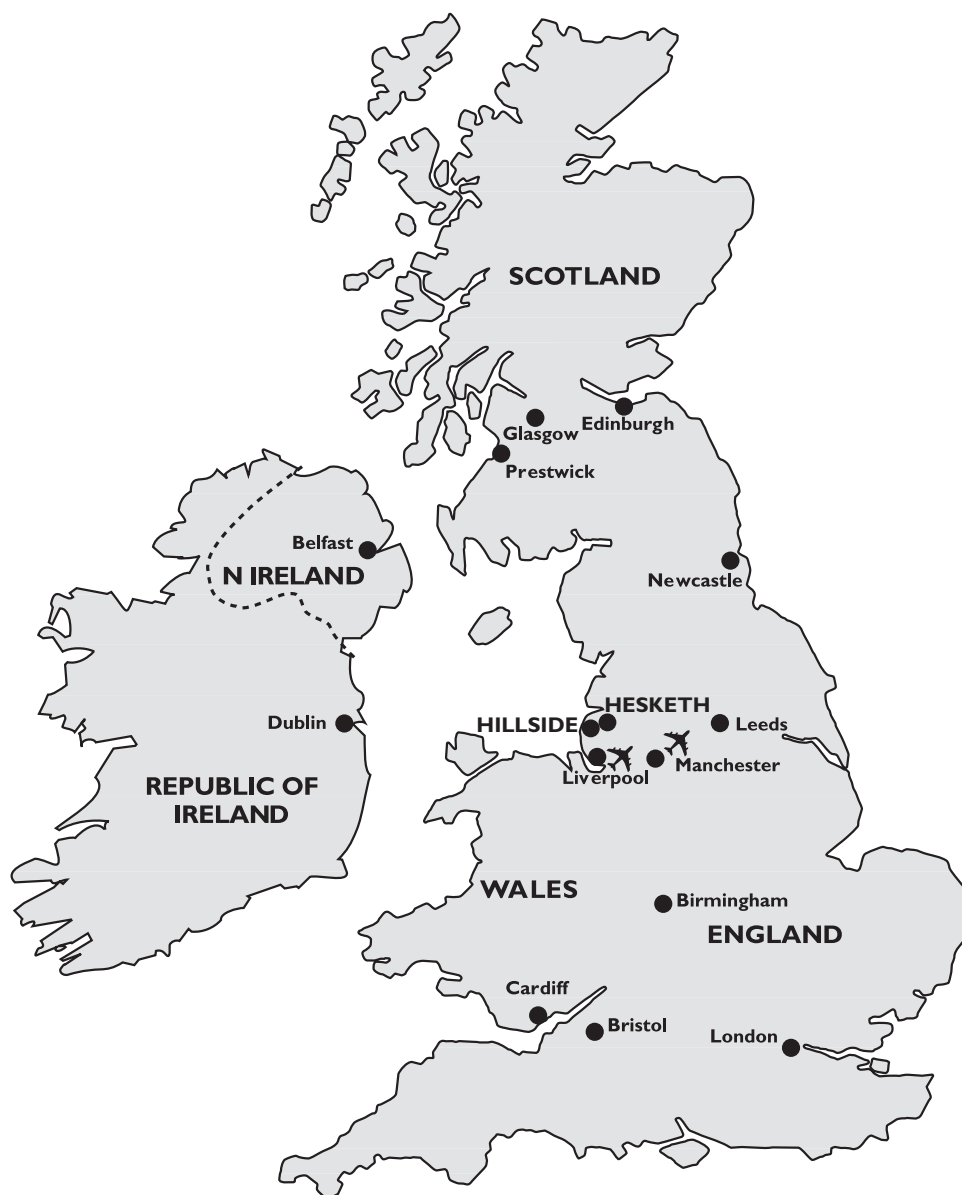 SCOTLAND
Glasgow
Edinburgh
Prestwick
Belfast
N IRELAND
Newcastle
HESKETH
Dublin
HILLSIDE
Leeds
Liverpool
Manchester
REPUBLIC OF
IRELAND
WALES
Birmingham
ENGLAND
Cardiff
Bristol
London